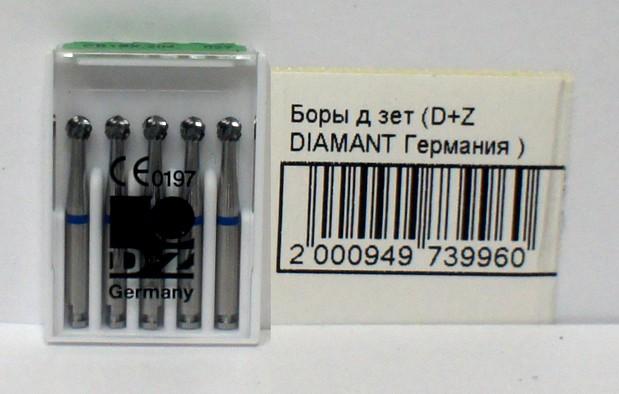 CE 0197
D+Z
Germany
Боры д зет (D+Z
DIAMANT Германия )
2 000949 739960